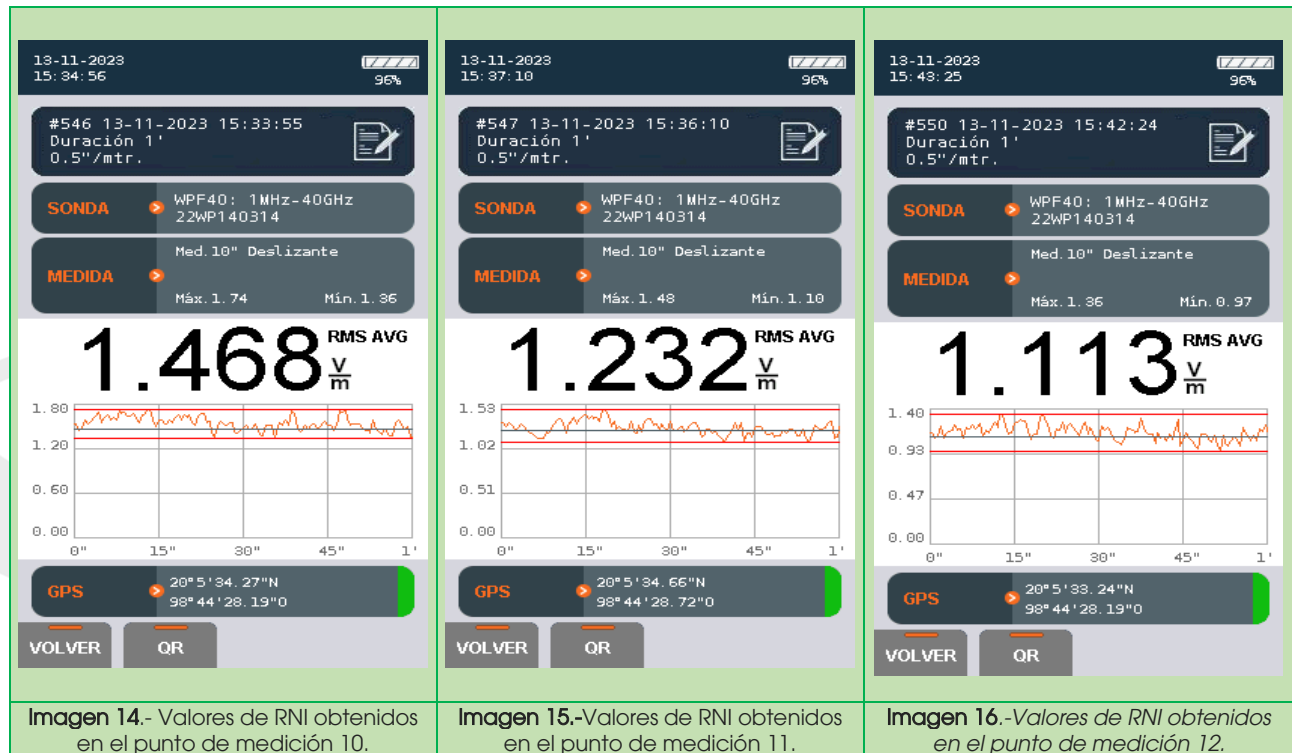 13-11-2023
15:34:56
96%
#546 13-11-2023 15:33:55
Duración 1'
0.5"/mtr.
SONDA
WPF40: 1MHz-40GHz
22WP140314
MEDIDA
Med.10" Deslizante
Máx.1.74 Mín.1.36
1.468 RMS AVG V/m
1.80
1.20
0.60
0.00
0" 15" 30" 45" 1'
GPS
20°5'34.27"N
98°44'28.19"O
VOLVER QR
Imagen 14.- Valores de RNI obtenidos
en el punto de medición 10.
13-11-2023
15:37:10
96%
#547 13-11-2023 15:36:10
Duración 1'
0.5"/mtr.
SONDA
WPF40: 1MHz-40GHz
22WP140314
MEDIDA
Med.10" Deslizante
Máx.1.48 Mín.1.10
1.232 RMS AVG V/m
1.53
1.02
0.51
0.00
0" 15" 30" 45" 1'
GPS
20°5'34.66"N
98°44'28.72"O
VOLVER QR
Imagen 15.-Valores de RNI obtenidos
en el punto de medición 11.
13-11-2023
15:43:25
96%
#550 13-11-2023 15:42:24
Duración 1'
0.5"/mtr.
SONDA
WPF40: 1MHz-40GHz
22WP140314
MEDIDA
Med.10" Deslizante
Máx.1.36 Mín.0.97
1.113 RMS AVG V/m
1.40
0.93
0.47
0.00
0" 15" 30" 45" 1'
GPS
20°5'33.24"N
98°44'28.19"O
VOLVER QR
Imagen 16.-Valores de RNI obtenidos
en el punto de medición 12.